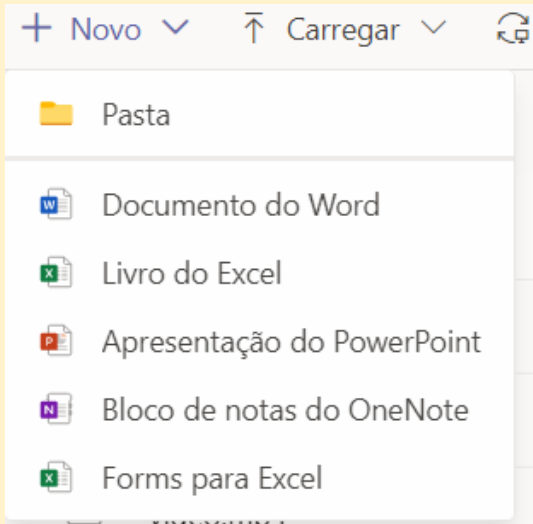 Novo Carregar
Pasta
Documento do Word
Livro do Excel
Apresentação do PowerPoint
Bloco de notas do OneNote
Forms para Excel